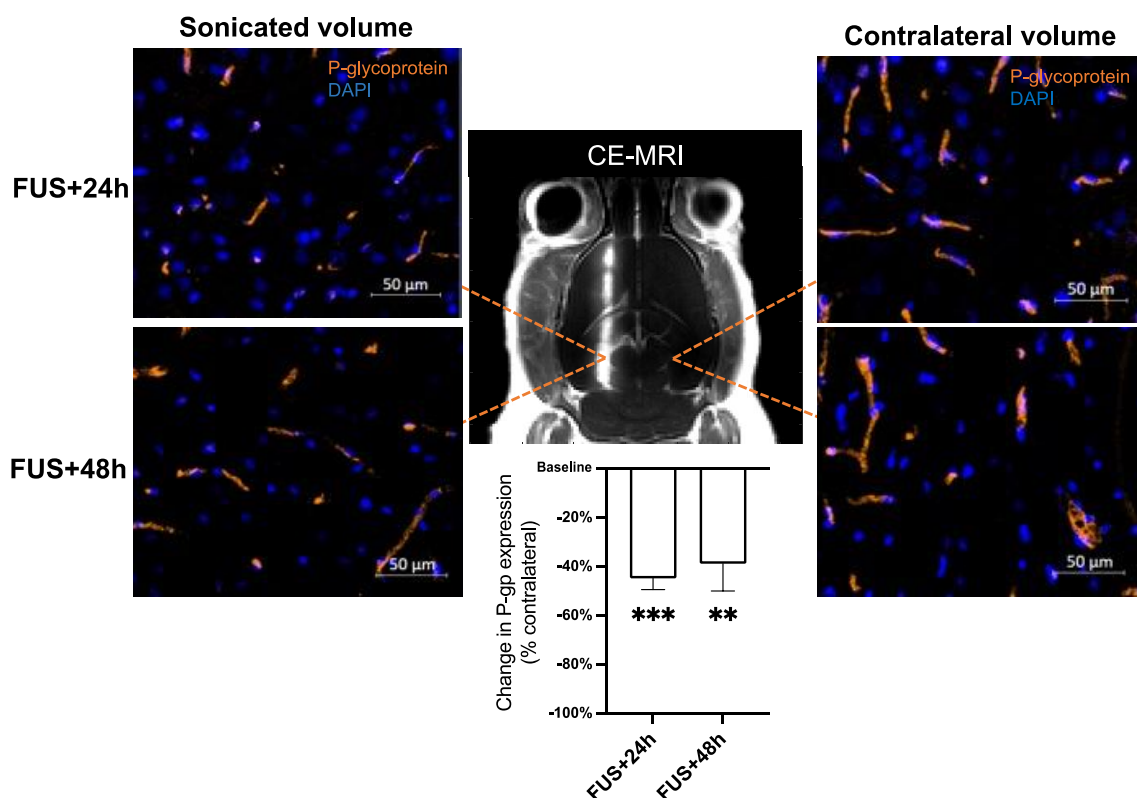 Sonicated volume
Contralateral volume
P-glycoprotein
DAPI
P-glycoprotein
DAPI
CE-MRI
FUS+24h
50 µm
50 µm
FUS+48h
50 µm
50 µm
Change in P-gp expression
(% contralateral)
Baseline
-20%
-40%
-60%
-80%
-100%
*** **
FUS+24h
FUS+48h